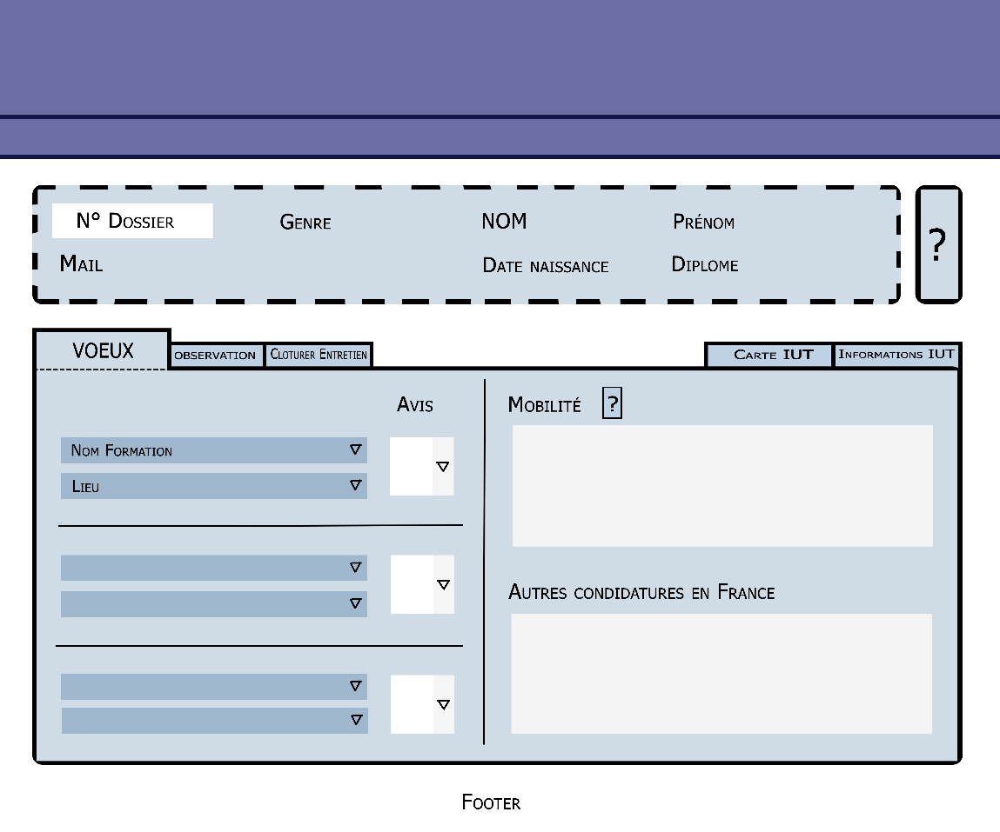 N° Dossier Genre NOM Prénom
Mail Date naissance Diplome
?
VOEUX observation Cloturer Entretien Carte IUT Informations IUT
Avis
Nom Formation
Lieu
Mobilité ?
Autres condidatures en France
Footer